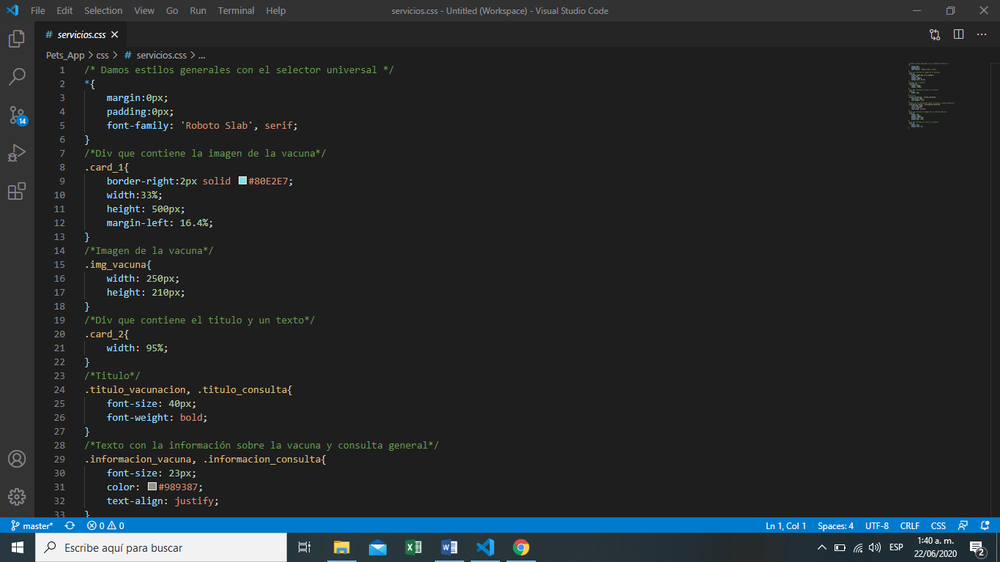 File Edit Selection View Go Run Terminal Help servicios.css - Untitled (Workspace) - Visual Studio Code
# servicios.css
Pets_App > css > # servicios.css > ...
1 /* Damos estilos generales con el selector universal */
2 *{
3 margin:0px;
4 padding:0px;
5 font-family: 'Roboto Slab', serif;
6 }
7 /*Div que contiene la imagen de la vacuna*/
8 .card_1{
9 border-right:2px solid #80E2E7;
10 width:33%;
11 height: 500px;
12 margin-left: 16.4%;
13 }
14 /*Imagen de la vacuna*/
15 .img_vacuna{
16 width: 250px;
17 height: 210px;
18 }
19 /*Div que contiene el titulo y un texto*/
20 .card_2{
21 width: 95%;
22 }
23 /*Titulo*/
24 .titulo_vacunacion, .titulo_consulta{
25 font-size: 40px;
26 font-weight: bold;
27 }
28 /*Texto con la información sobre la vacuna y consulta general*/
29 .informacion_vacuna, .informacion_consulta{
30 font-size: 23px;
31 color: #989387;
32 text-align: justify;
33 }
14
master* 0 0 Ln 1, Col 1 Spaces: 4 UTF-8 CRLF CSS
Escribe aquí para buscar
ESP
1:40 a. m.
22/06/2020
2